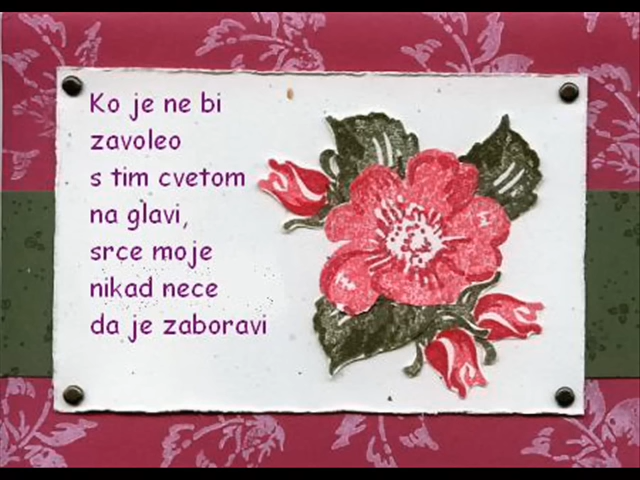 Ko je ne bi
zavoleo
s tim cvetom
na glavi,
srce moje
nikad nece
da je zaboravi